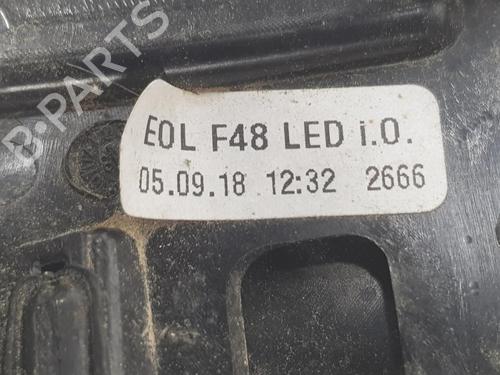 B-PARTS
EOL F48 LED i.O.
05.09.18 12:32 2666